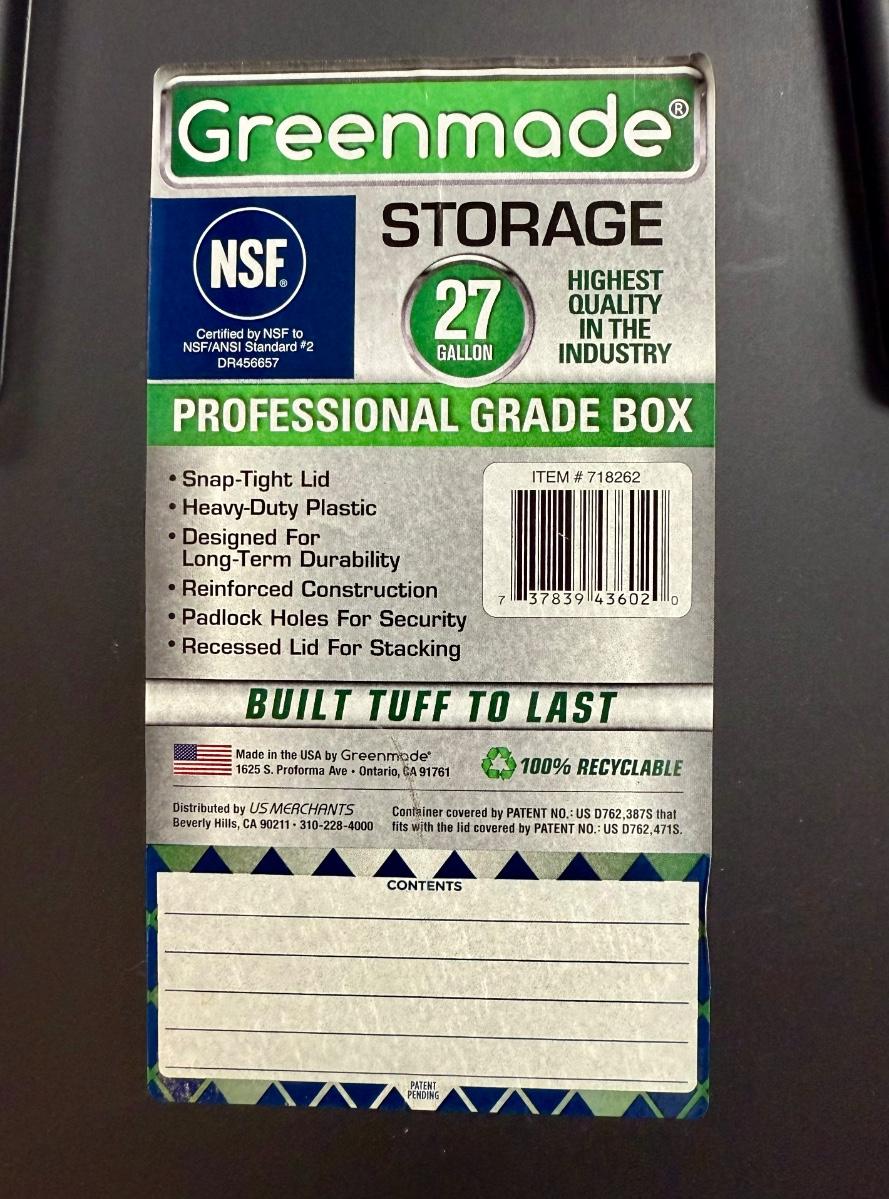 Greenmade®
STORAGE
NSF®
Certified by NSF to
NSF/ANSI Standard #2
DR456657
27
GALLON
HIGHEST
QUALITY
IN THE
INDUSTRY
PROFESSIONAL GRADE BOX
• Snap-Tight Lid
• Heavy-Duty Plastic
• Designed For
Long-Term Durability
• Reinforced Construction
• Padlock Holes For Security
• Recessed Lid For Stacking
ITEM # 718262
7 37839 43602 0
BUILT TUFF TO LAST
Made in the USA by Greenmade®
1625 S. Proforma Ave • Ontario, CA 91761
100% RECYCLABLE
Distributed by US MERCHANTS
Beverly Hills, CA 90211 • 310-228-4000
Container covered by PATENT NO.: US D762,387S that
fits with the lid covered by PATENT NO.: US D762,471S.
CONTENTS
PATENT
PENDING